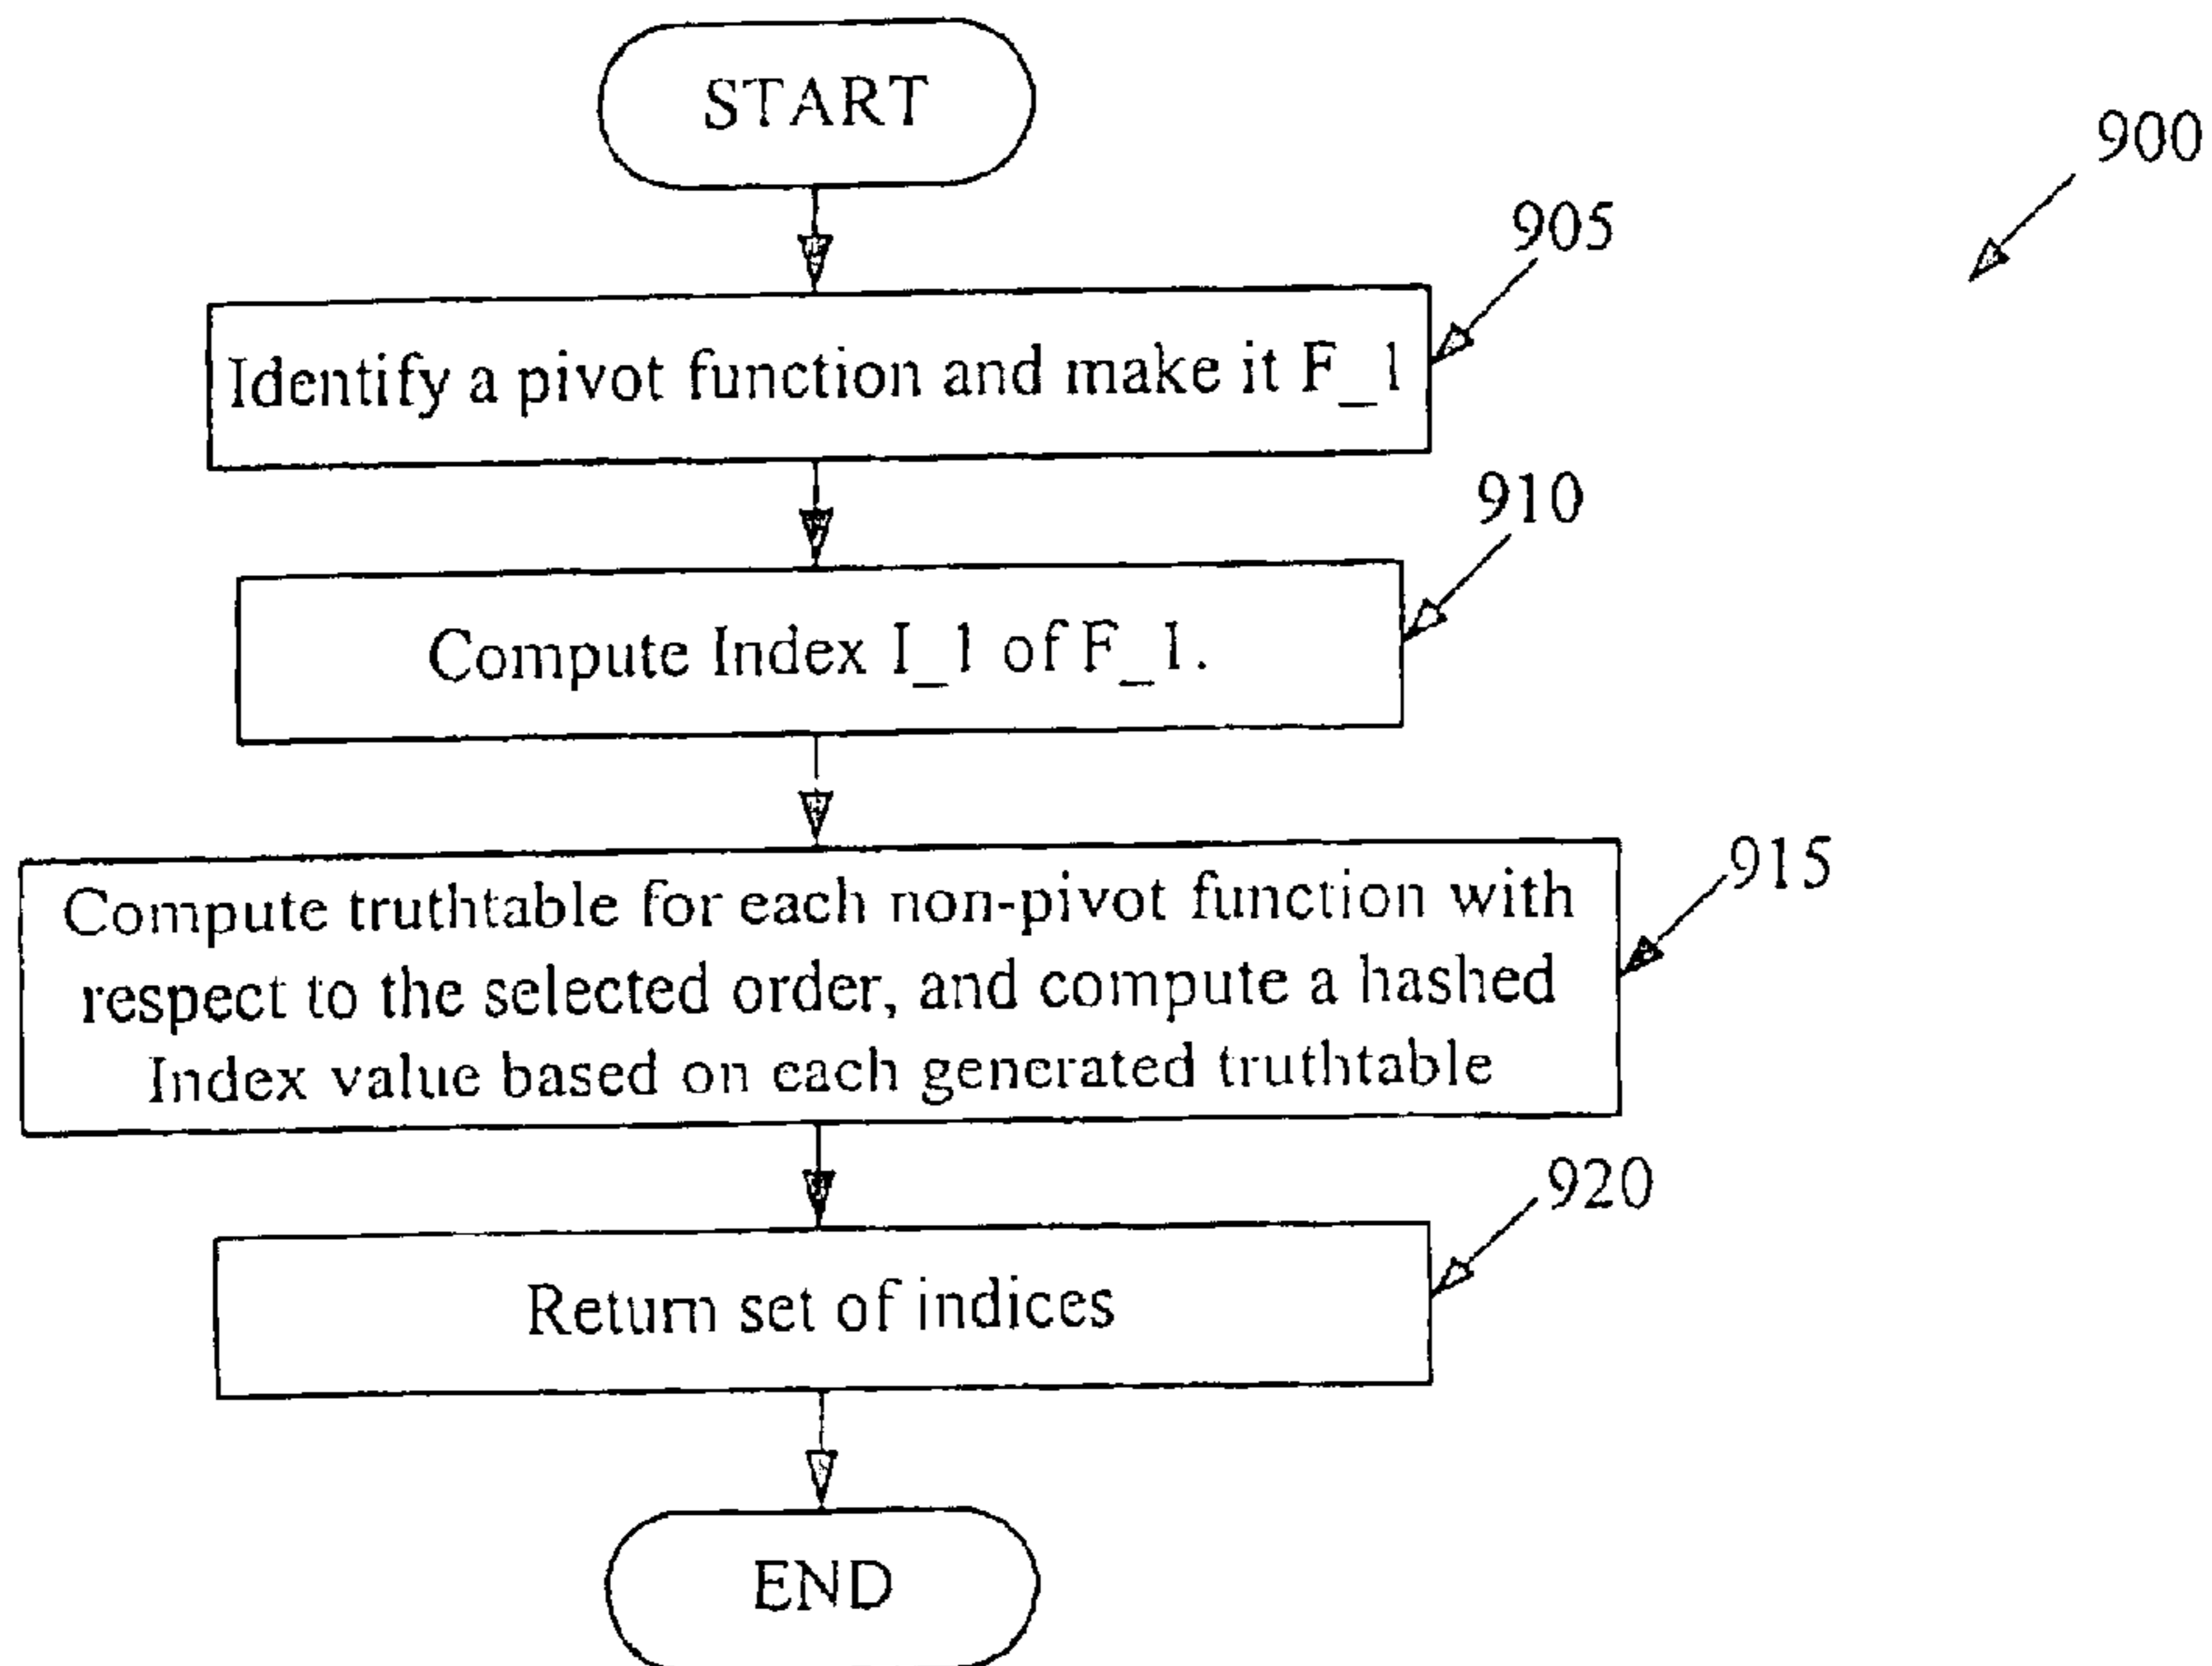 START
900
905
Identify a pivot function and make it F_1
910
Compute Index I_1 of F_1.
915
Compute truthtable for each non-pivot function with
respect to the selected order, and compute a hashed
Index value based on each generated truthtable
920
Return set of indices
END